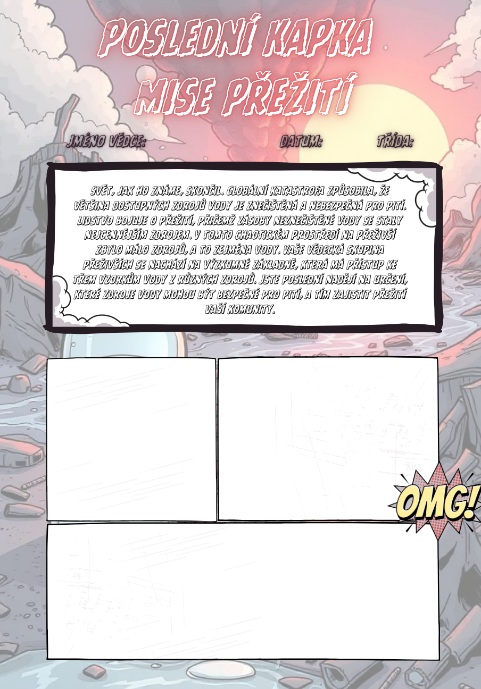 POSLEDNÍ KAPKA
MISE PŘEŽITÍ
JMÉNO VĚDCE:
DATUM:
TŘÍDA:
SVĚT, JAK HO ZNÁME, SKONČIL. GLOBÁLNÍ KATASTROFA ZPŮSOBILA, ŽE
VĚTŠINA DOSTUPNÝCH ZDROJŮ VODY JE ZNEČIŠTĚNÁ A NEBEZPEČNÁ PRO PITÍ.
LIDSTVO BOJUJE O PŘEŽITÍ, PŘIČEMŽ ZÁSOBY NEZNEČIŠTĚNÉ VODY SE STALY
NEJCENNĚJŠÍM ZDROJEM. V TOMTO CHAOTICKÉM PROSTŘEDÍ NA PŘEŽIVŠÍ
ZBYLO MÁLO ZDROJŮ, A TO ZEJMÉNA VODY. VAŠE VĚDECKÁ SKUPINA
PŘEŽIVŠÍCH SE NACHÁZÍ NA VÝZKUMNÉ ZÁKLADNĚ, KTERÁ MÁ PŘÍSTUP KE
TŘEM VZORKŮM VODY Z RŮZNÝCH ZDROJŮ. JSTE POSLEDNÍ NADĚJÍ NA URČENÍ,
KTERÉ ZDROJE VODY MOHOU BÝT BEZPEČNÉ PRO PITÍ, A TÍM ZAJISTIT PŘEŽITÍ
VAŠÍ KOMUNITY.
OMG!